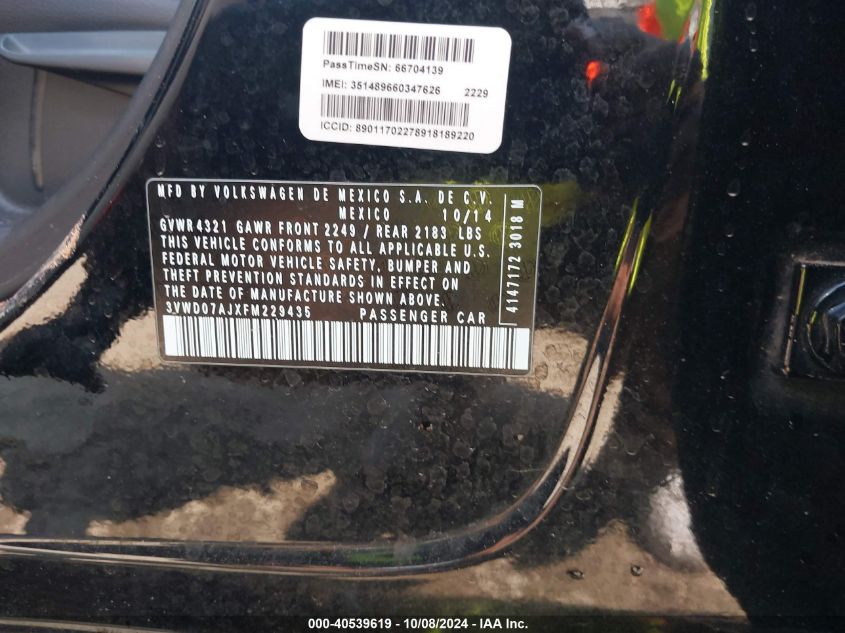 PassTimeSN: 66704139
IMEI: 351489660347626 2229
ICCID: 89011702278918189220
MFD BY VOLKSWAGEN DE MEXICO S.A. DE C.V.
MEXICO 10/14
GVWR 4321 GAWR FRONT 2249 / REAR 2183 LBS
THIS VEHICLE CONFORMS TO ALL APPLICABLE U.S.
FEDERAL MOTOR VEHICLE SAFETY, BUMPER AND
THEFT PREVENTION STANDARDS IN EFFECT ON
THE DATE OF MANUFACTURE SHOWN ABOVE.
3VWD07AJXFM229435 PASSENGER CAR
4147172 3018 M
000-40539619 - 10/08/2024 - IAA Inc.